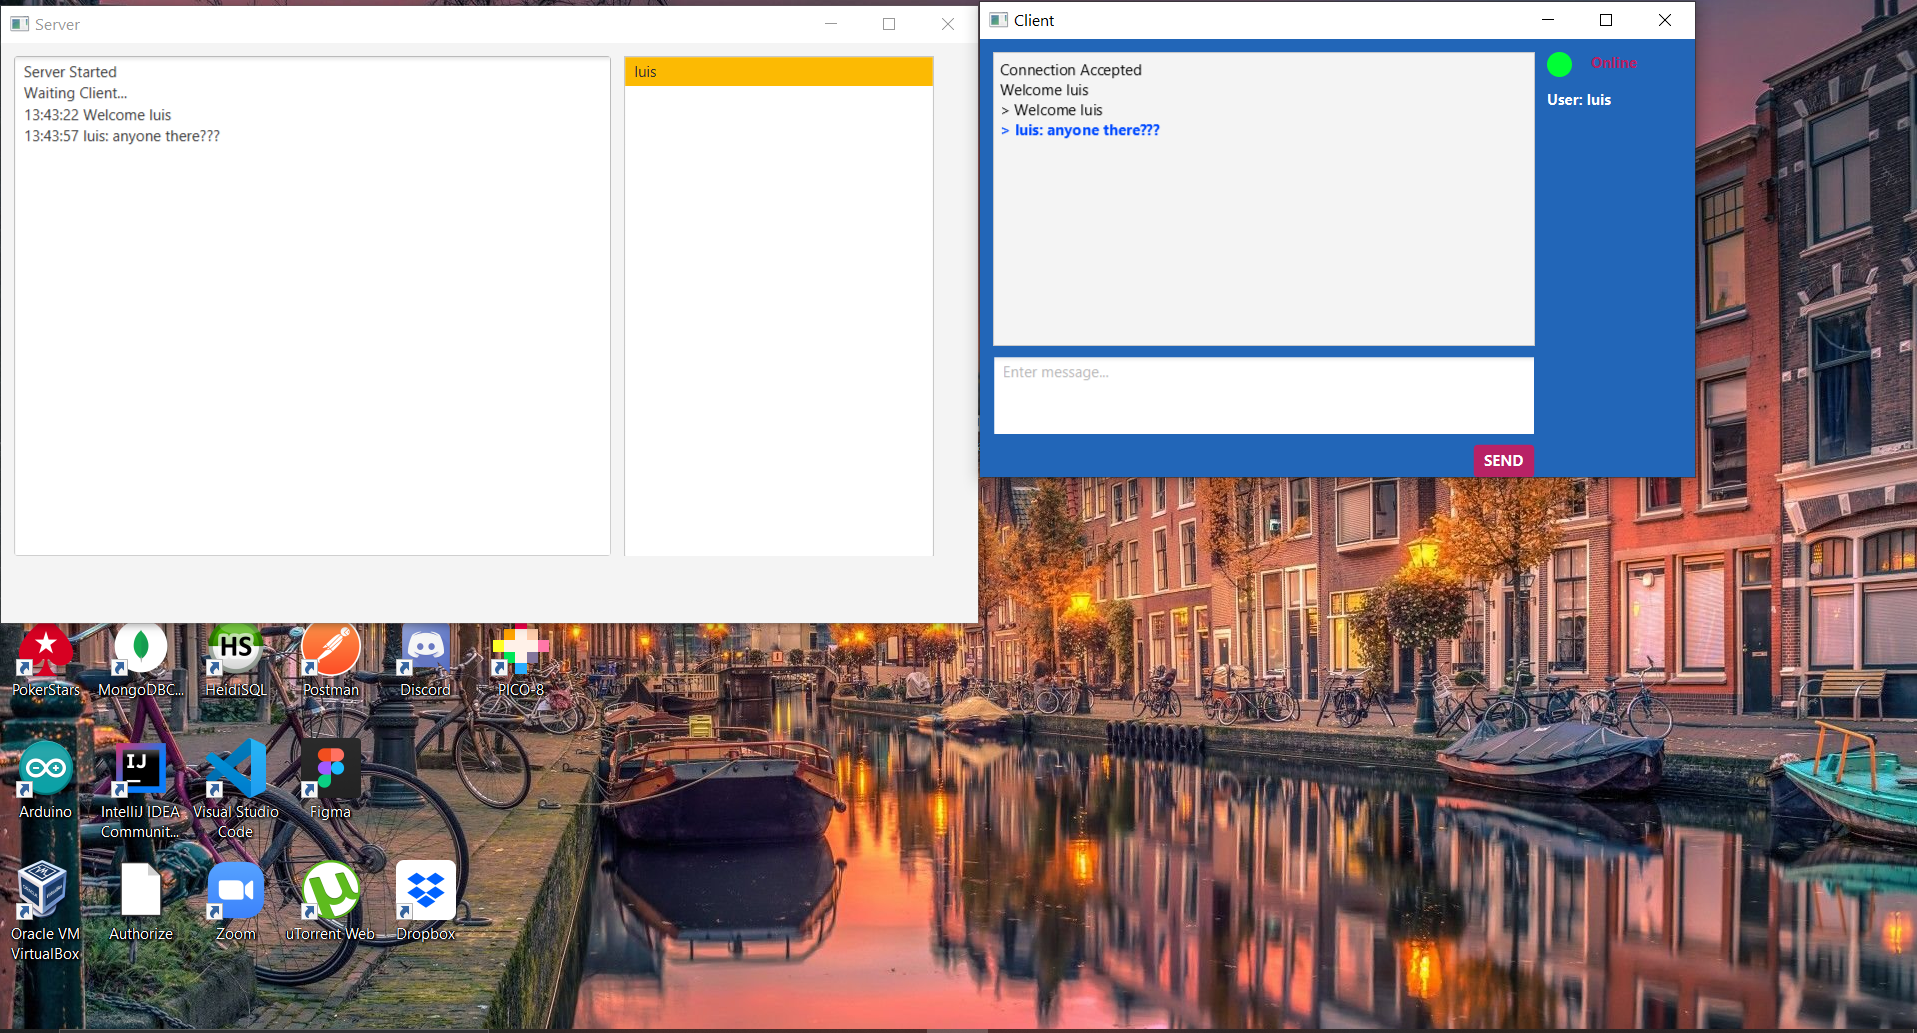 Server
Server Started
Waiting Client...
13:43:22 Welcome luis
13:43:57 luis: anyone there???
luis
Client
Connection Accepted
Welcome luis
> Welcome luis
> luis: anyone there???
Online
User: luis
Enter message...
SEND
HS
PokerStars
MongoDBC...
HeidiSQL
Postman
Discord
PICO-8
IJ
Arduino
IntelliJ IDEA
Communit...
Visual Studio
Code
Figma
Oracle VM
VirtualBox
Authorize
Zoom
uTorrent Web
Dropbox